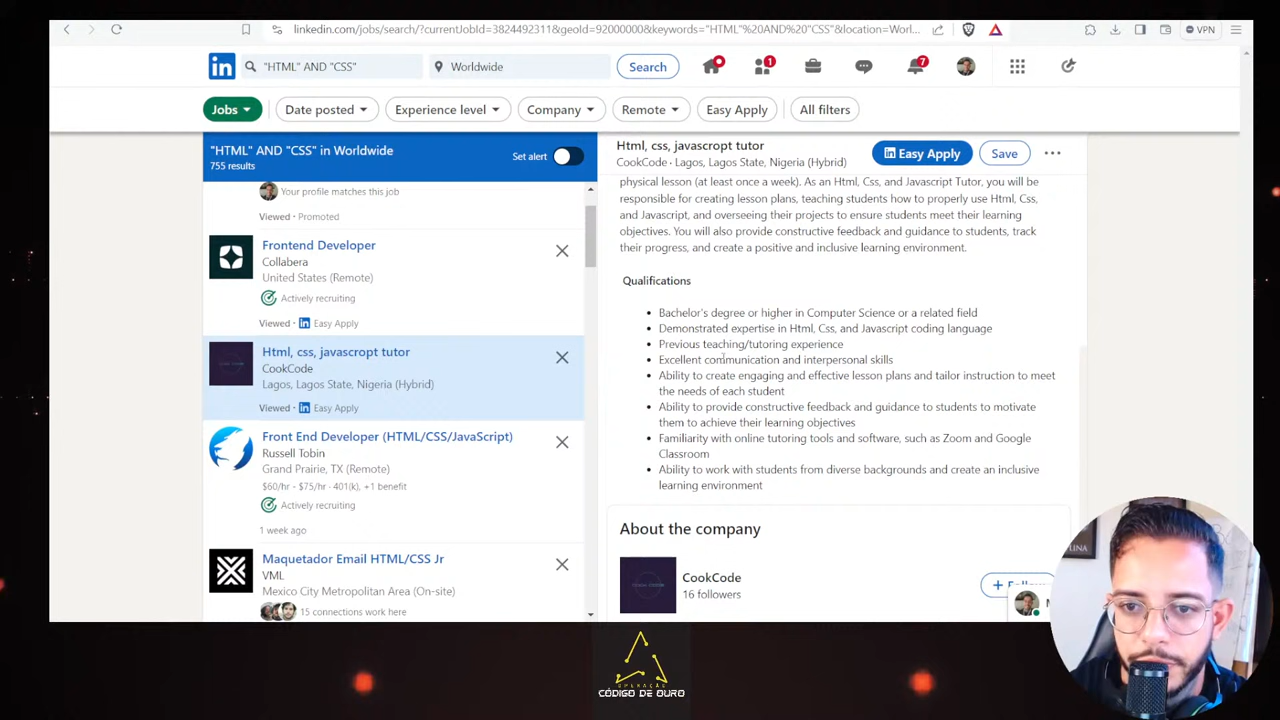 linkedin.com/jobs/search/?currentJobId=3824492311&geoId=92000000&keywords="HTML"%20AND%20"CSS"&location=Worl...
VPN
in
"HTML" AND "CSS"
Worldwide
Search
1
7
Jobs
Date posted
Experience level
Company
Remote
Easy Apply
All filters
"HTML" AND "CSS" in Worldwide
755 results
Set alert
Your profile matches this job
Viewed • Promoted
Frontend Developer
Collabera
United States (Remote)
Actively recruiting
Viewed • in Easy Apply
Html, css, javascropt tutor
CookCode
Lagos, Lagos State, Nigeria (Hybrid)
Viewed • in Easy Apply
Front End Developer (HTML/CSS/JavaScript)
Russell Tobin
Grand Prairie, TX (Remote)
$60/hr - $75/hr · 401(k), +1 benefit
Actively recruiting
1 week ago
Maquetador Email HTML/CSS Jr
VML
Mexico City Metropolitan Area (On-site)
15 connections work here
Html, css, javascropt tutor
CookCode · Lagos, Lagos State, Nigeria (Hybrid)
in Easy Apply
Save
physical lesson (at least once a week). As an Html, Css, and Javascript Tutor, you will be
responsible for creating lesson plans, teaching students how to properly use Html, Css,
and Javascript, and overseeing their projects to ensure students meet their learning
objectives. You will also provide constructive feedback and guidance to students, track
their progress, and create a positive and inclusive learning environment.
Qualifications
• Bachelor's degree or higher in Computer Science or a related field
• Demonstrated expertise in Html, Css, and Javascript coding language
• Previous teaching/tutoring experience
• Excellent communication and interpersonal skills
• Ability to create engaging and effective lesson plans and tailor instruction to meet
the needs of each student
• Ability to provide constructive feedback and guidance to students to motivate
them to achieve their learning objectives
• Familiarity with online tutoring tools and software, such as Zoom and Google
Classroom
• Ability to work with students from diverse backgrounds and create an inclusive
learning environment
About the company
CookCode
16 followers
OPERAÇÃO
CÓDIGO DE OURO